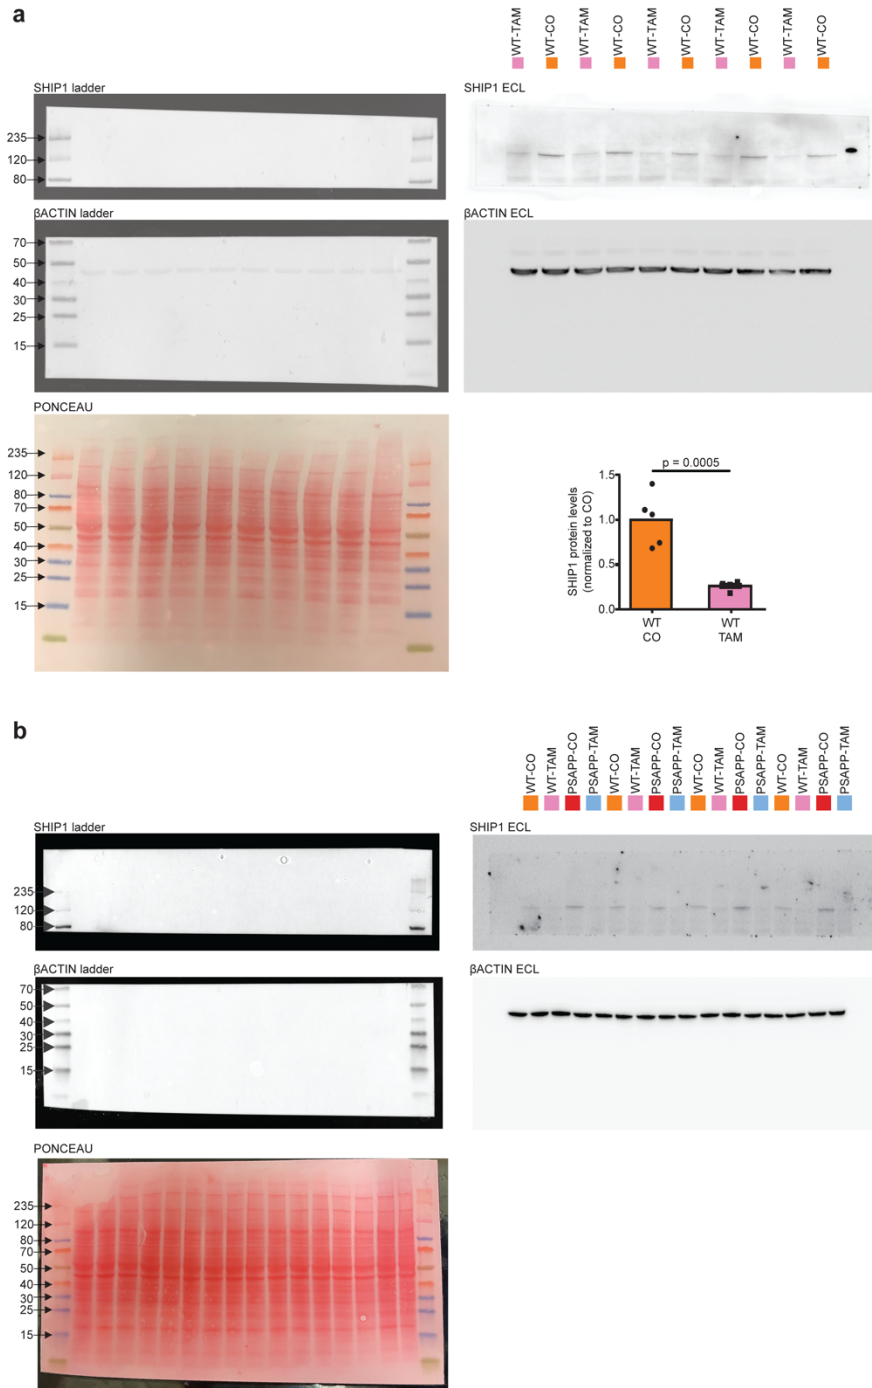 a
WT-TAM WT-CO WT-TAM WT-CO WT-TAM WT-CO WT-TAM WT-CO WT-TAM WT-CO
SHIP1 ladder
235
120
80
SHIP1 ECL
βACTIN ladder
70
50
40
30
25
15
βACTIN ECL
PONCEAU
235
120
80
70
50
40
30
25
15
p = 0.0005
SHIP1 protein levels
(normalized to CO)
1.5
1.0
0.5
0.0
WT WT
CO TAM
b
WT-CO WT-TAM PSAPP-CO PSAPP-TAM WT-CO WT-TAM PSAPP-CO PSAPP-TAM WT-CO WT-TAM PSAPP-CO PSAPP-TAM WT-CO WT-TAM PSAPP-CO PSAPP-TAM
SHIP1 ladder
235
120
80
SHIP1 ECL
βACTIN ladder
70
50
40
30
25
15
βACTIN ECL
PONCEAU
235
120
80
70
50
40
30
25
15